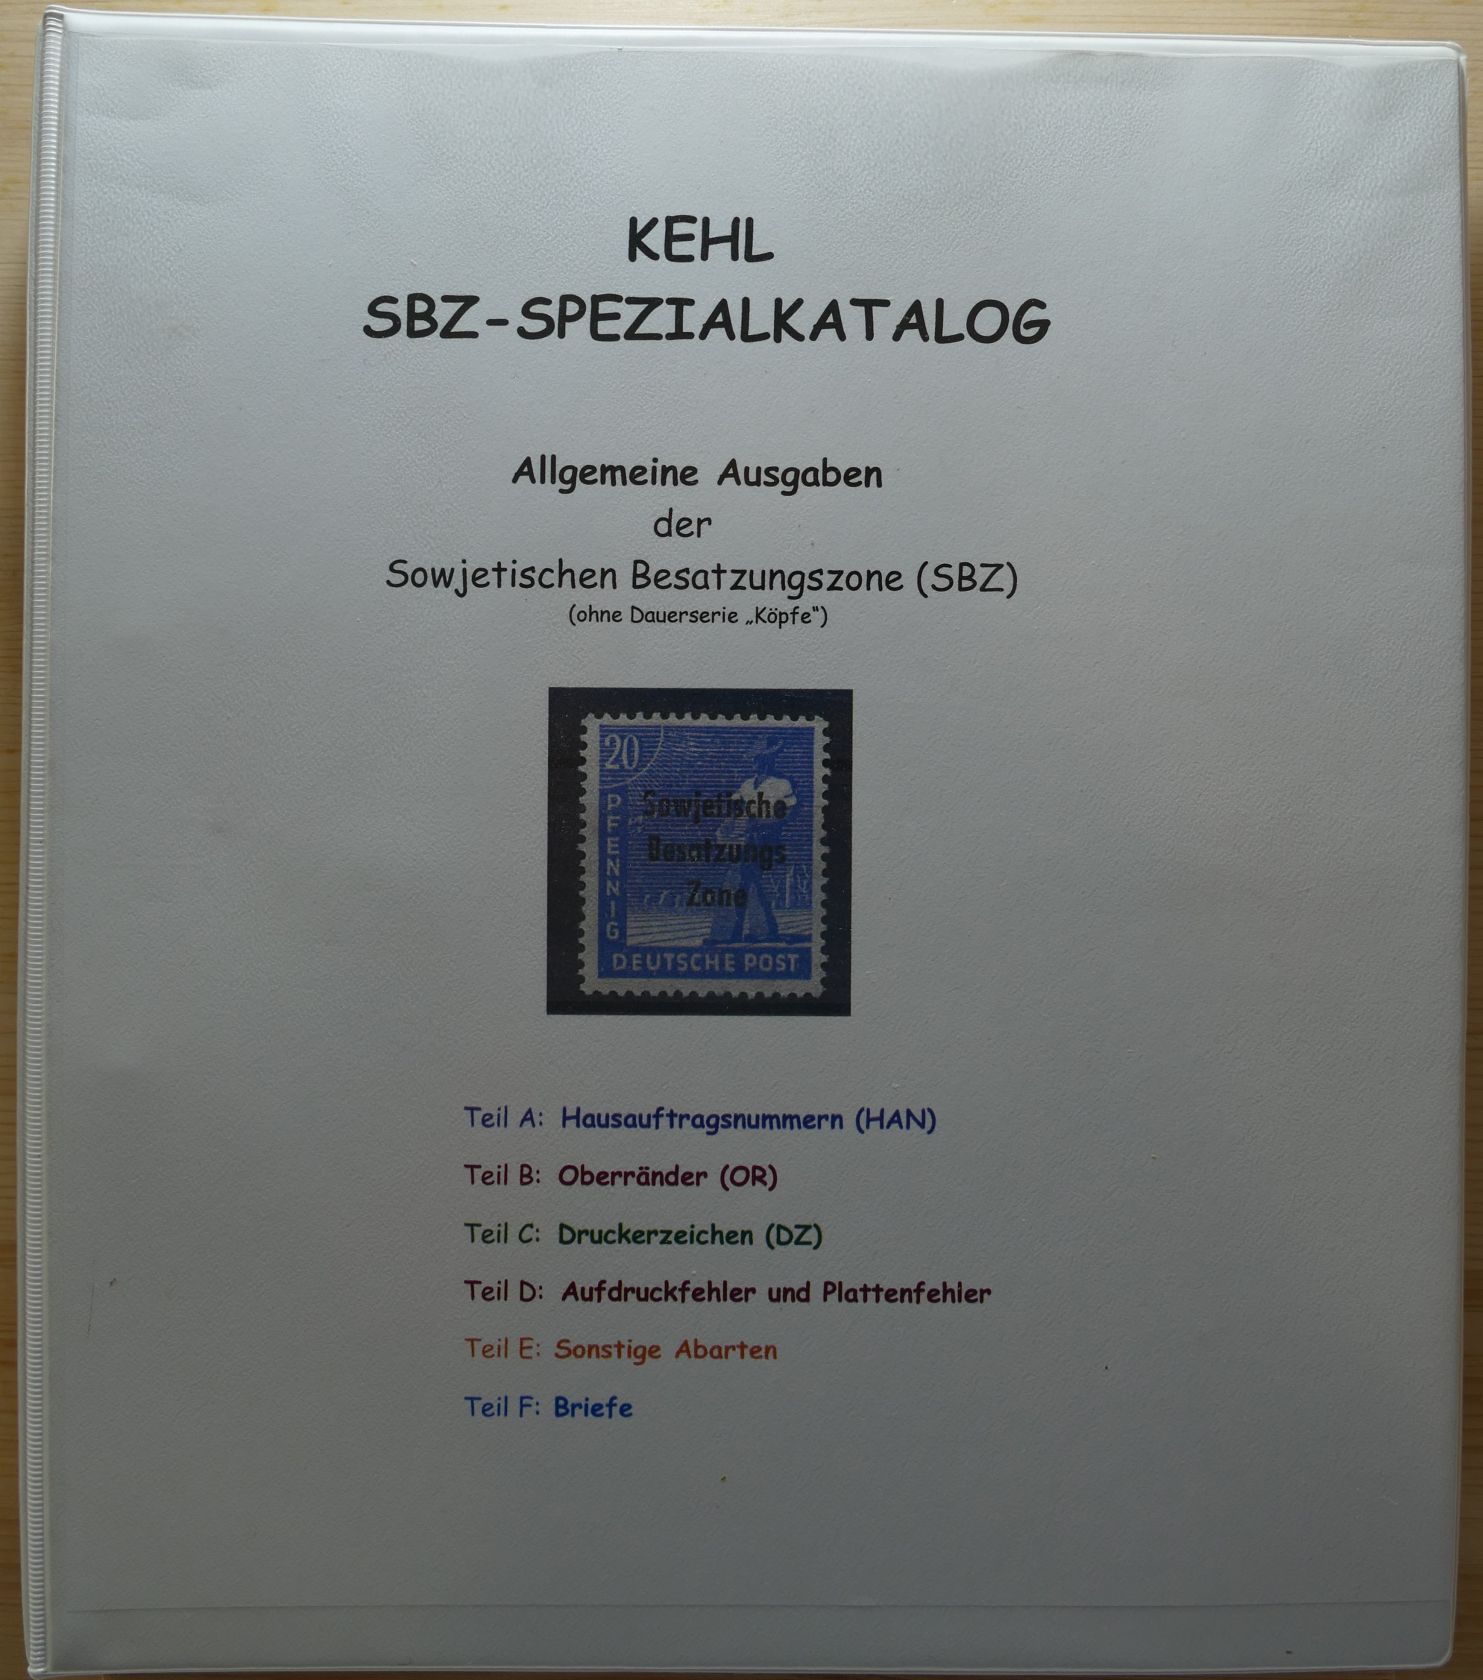 KEHL
SBZ-SPEZIALKATALOG
Allgemeine Ausgaben
der
Sowjetischen Besatzungszone (SBZ)
(ohne Dauerserie „Köpfe“)
20
PFENNIG
Sowjetische
Besatzungs
Zone
DEUTSCHE POST
Teil A: Hausauftragsnummern (HAN)
Teil B: Oberränder (OR)
Teil C: Druckerzeichen (DZ)
Teil D: Aufdruckfehler und Plattenfehler
Teil E: Sonstige Abarten
Teil F: Briefe